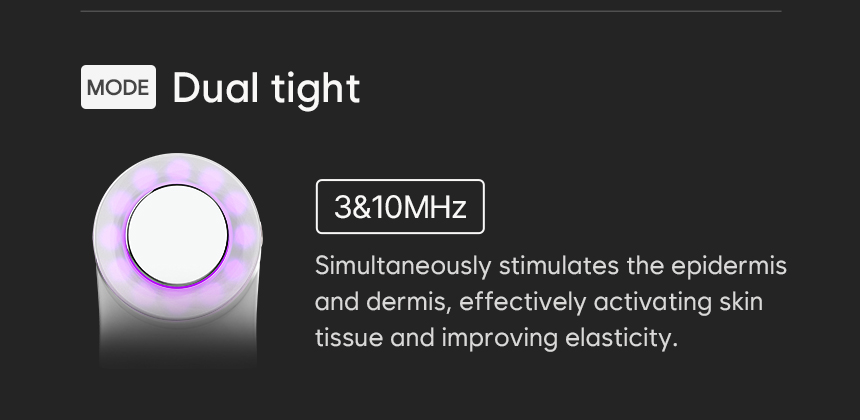 MODE Dual tight
3&10MHz
Simultaneously stimulates the epidermis
and dermis, effectively activating skin
tissue and improving elasticity.